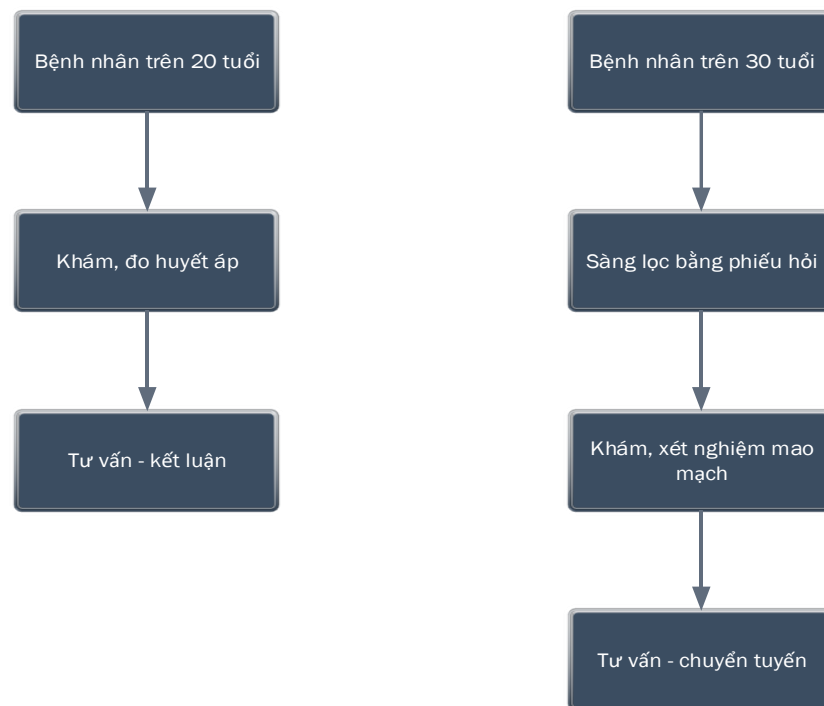 Bệnh nhân trên 20 tuổi
Khám, đo huyết áp
Tư vấn - kết luận
Bệnh nhân trên 30 tuổi
Sàng lọc bằng phiếu hỏi
Khám, xét nghiệm mao
mạch
Tư vấn - chuyển tuyến